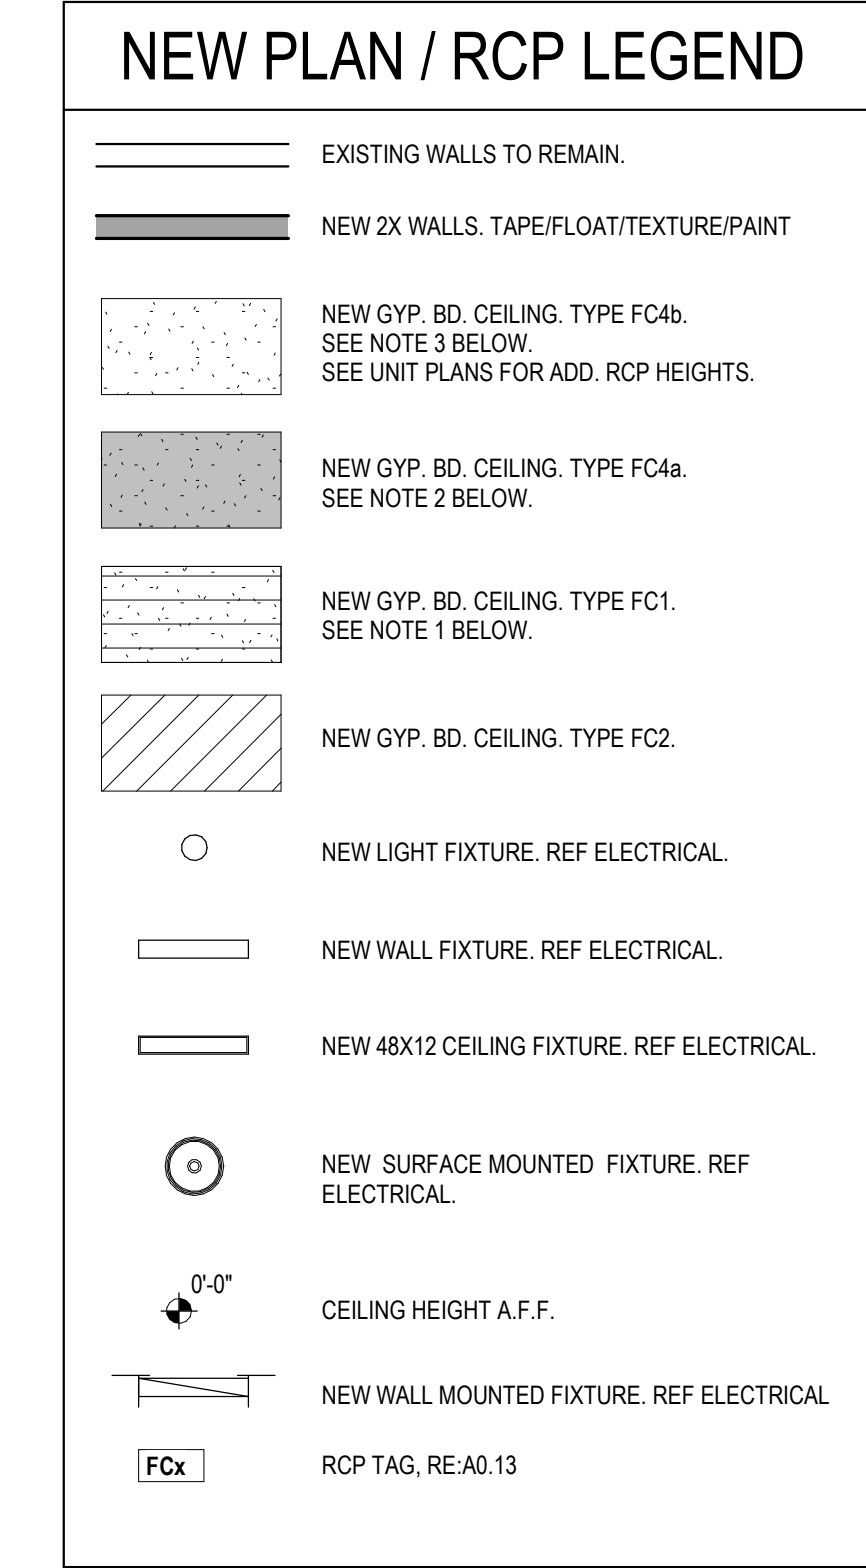 NEW PLAN / RCP LEGEND
EXISTING WALLS TO REMAIN.
NEW 2X WALLS. TAPE/FLOAT/TEXTURE/PAINT
NEW GYP. BD. CEILING. TYPE FC4b.
SEE NOTE 3 BELOW.
SEE UNIT PLANS FOR ADD. RCP HEIGHTS.
NEW GYP. BD. CEILING. TYPE FC4a.
SEE NOTE 2 BELOW.
NEW GYP. BD. CEILING. TYPE FC1.
SEE NOTE 1 BELOW.
NEW GYP. BD. CEILING. TYPE FC2.
NEW LIGHT FIXTURE. REF ELECTRICAL.
NEW WALL FIXTURE. REF ELECTRICAL.
NEW 48X12 CEILING FIXTURE. REF ELECTRICAL.
NEW SURFACE MOUNTED FIXTURE. REF
ELECTRICAL.
0'-0"
CEILING HEIGHT A.F.F.
NEW WALL MOUNTED FIXTURE. REF ELECTRICAL
FCx RCP TAG, RE:A0.13